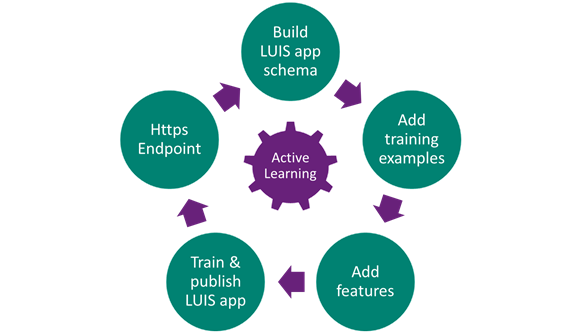 Build
LUIS app
schema
Add
training
examples
Add
features
Train &
publish
LUIS app
Https
Endpoint
Active
Learning